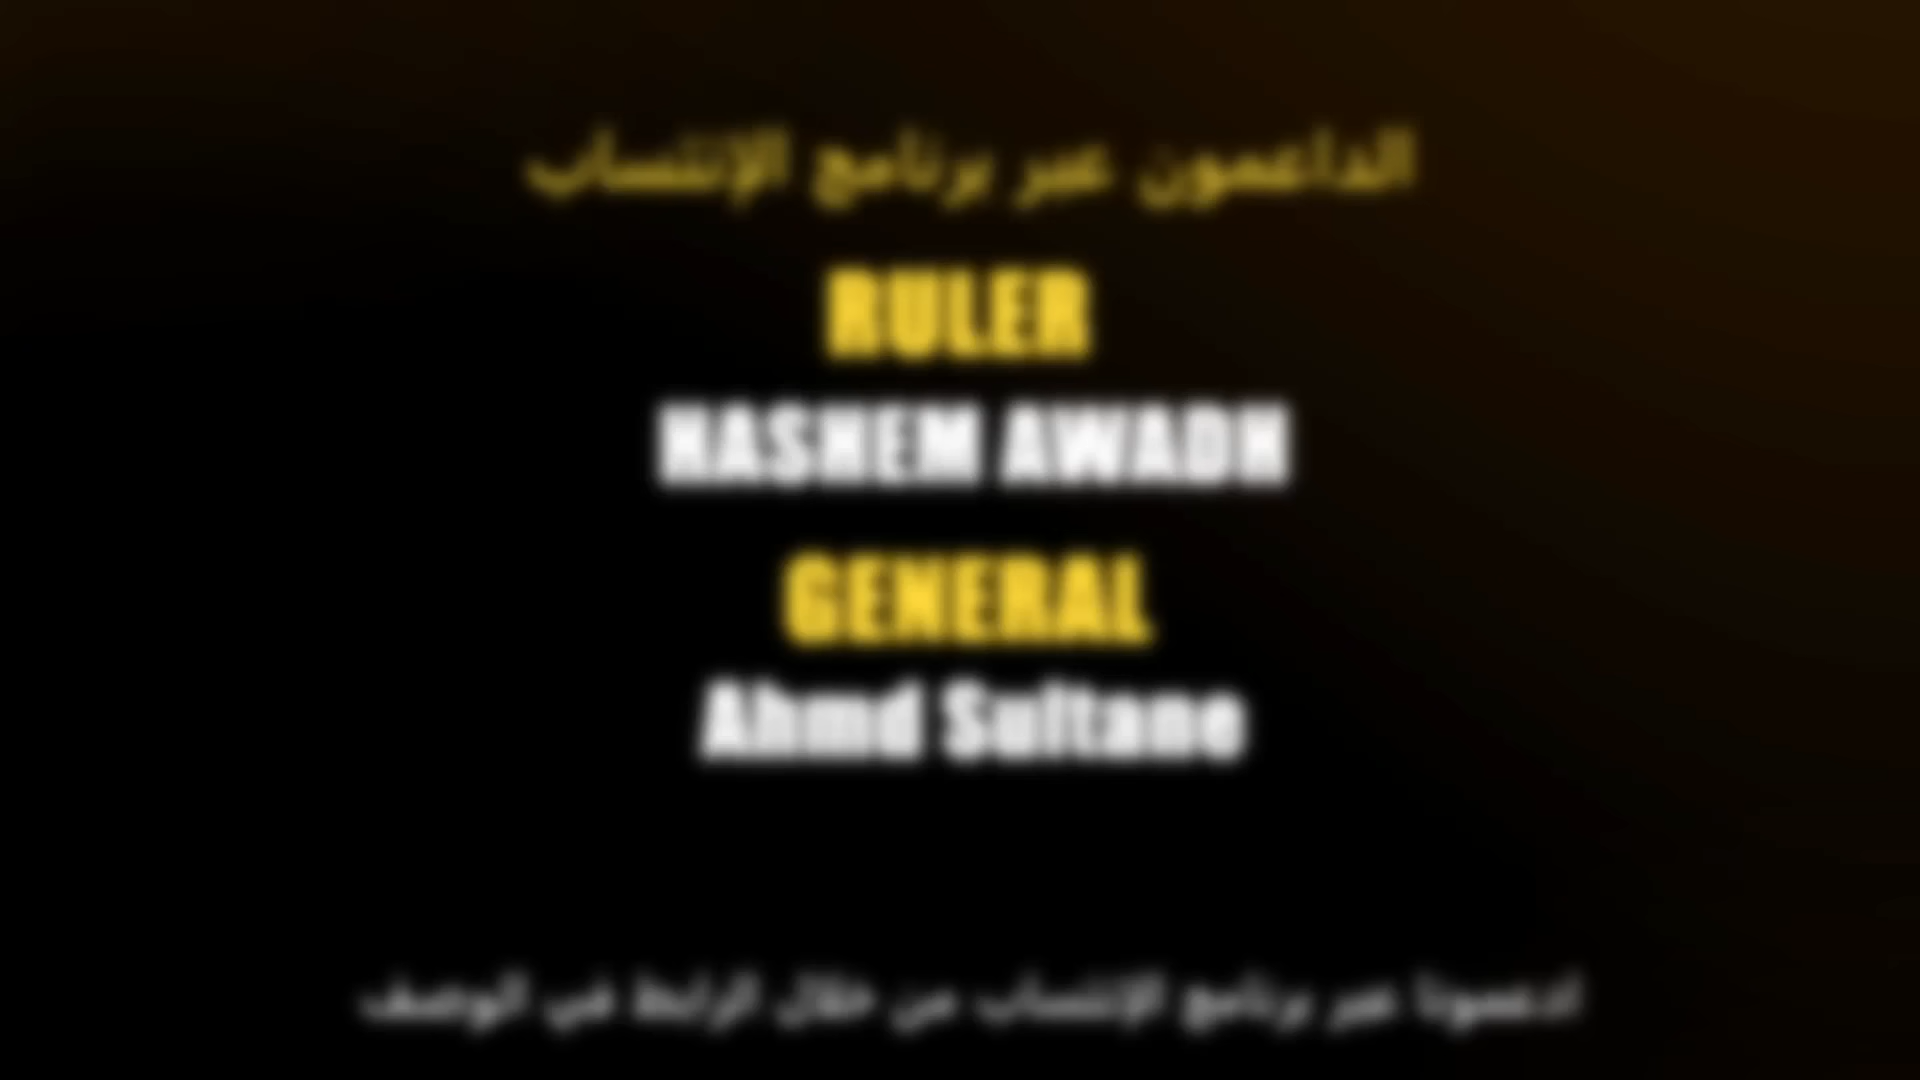 الداعمون عبر برنامج الإنتساب
RULER
HASHEM AWADH
GENERAL
Ahmd Sultane
ادعمونا عبر برنامج الإنتساب من خلال الرابط في الوصف